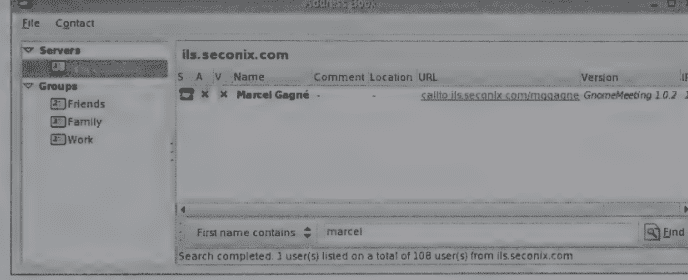 Address Book
File Contact
Servers
Groups
Friends
Family
Work
ils.seconix.com
S A V Name Comment Location URL Version
Marcel Gagné - - callto:ils.seconix.com/mggagne GnomeMeeting 1.0.2
First name contains marcel Find
Search completed. 1 user(s) listed on a total of 108 user(s) from ils.seconix.com